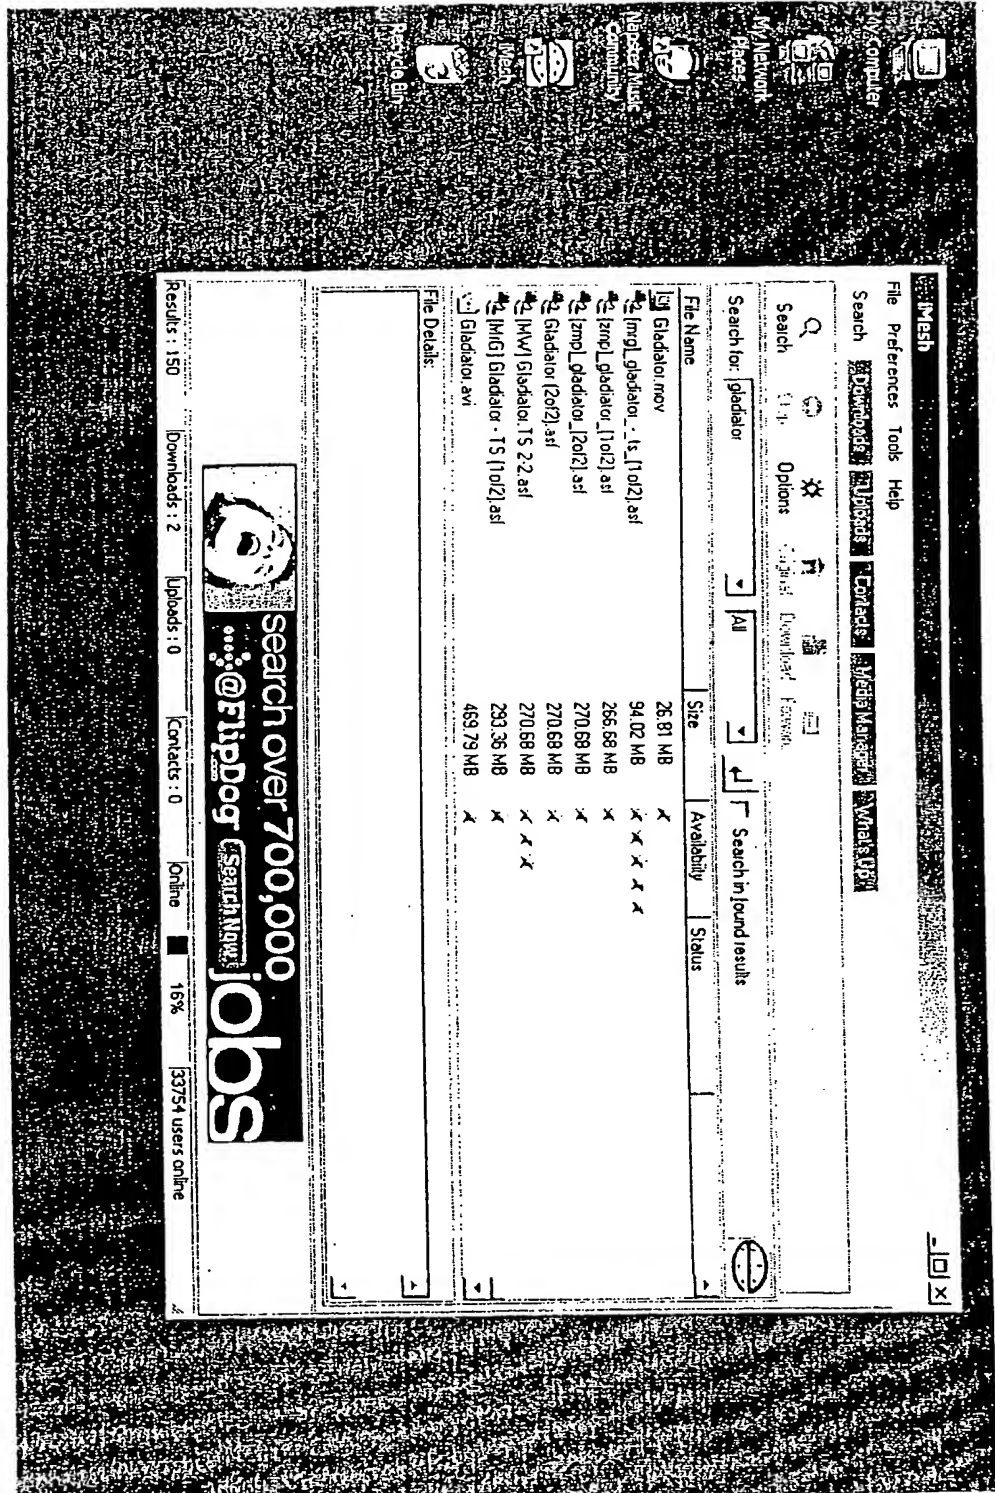 My Computer
My Network
Places
Napster Music
Community
iMesh
Recycle Bin
iMesh
File Preferences Tools Help
Search Downloads Uploads Contacts Media Manager What's Up?
Search Options Download
Search for: gladiator All Search in found results
File Name Size Availability Status
Gladiator.mov 26.81 MB
[mrg]_gladiator_-_ts_(1of2).asf 94.02 MB
[zmp]_gladiator_(1of2).asf 266.68 MB
[zmp]_gladiator_(2of2).asf 270.68 MB
Gladiator (2of2).asf 270.68 MB
[MW] Gladiator.TS 2-2.asf 270.68 MB
[MrG] Gladiator - TS (1of2).asf 293.36 MB
Gladiator.avi 469.79 MB
File Details:
search over 700,000 jobs
@FlipDog Search Now!
Results : 150 Downloads : 2 Uploads : 0 Contacts : 0 Online 16% 33754 users online